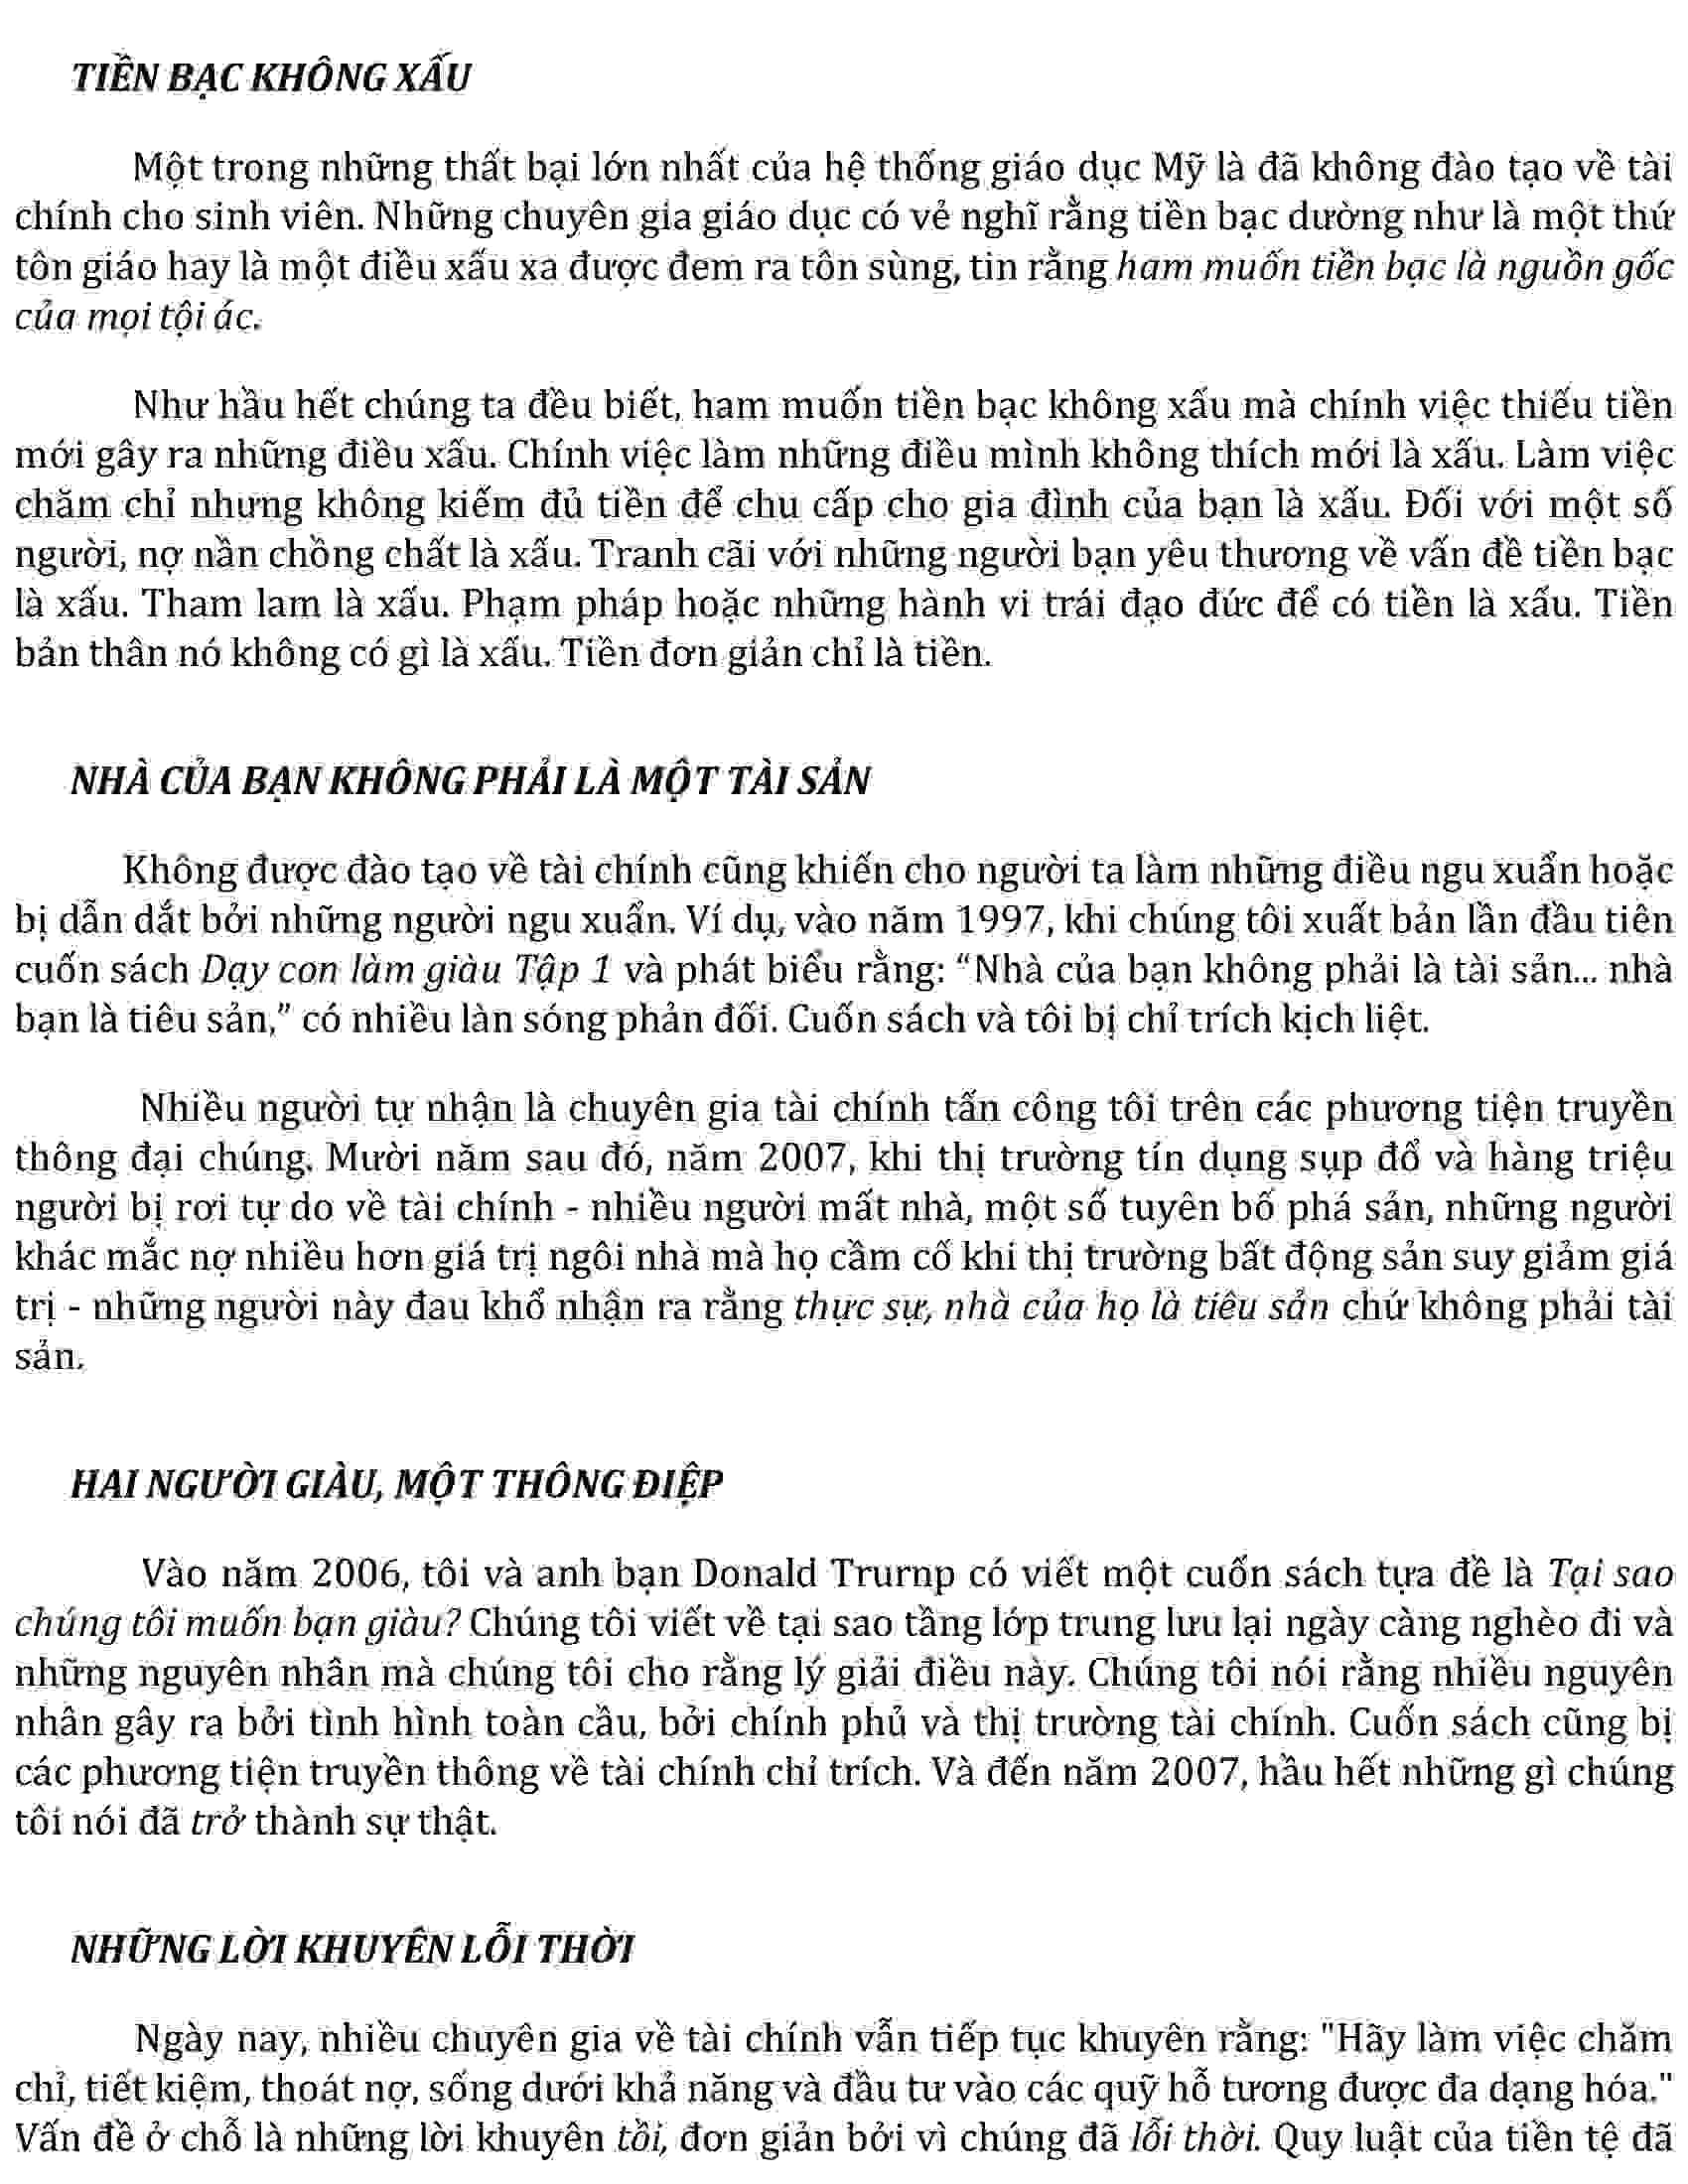 TIỀN BẠC KHÔNG XẤU
Một trong những thất bại lớn nhất của hệ thống giáo dục Mỹ là đã không đào tạo về tài
chính cho sinh viên. Những chuyên gia giáo dục có vẻ nghĩ rằng tiền bạc dường như là một thứ
tôn giáo hay là một điều xấu xa được đem ra tôn sùng, tin rằng ham muốn tiền bạc là nguồn gốc
của mọi tội ác.
Như hầu hết chúng ta đều biết, ham muốn tiền bạc không xấu mà chính việc thiếu tiền
mới gây ra những điều xấu. Chính việc làm những điều mình không thích mới là xấu. Làm việc
chăm chỉ nhưng không kiếm đủ tiền để chu cấp cho gia đình của bạn là xấu. Đối với một số
người, nợ nần chồng chất là xấu. Tranh cãi với những người bạn yêu thương về vấn đề tiền bạc
là xấu. Tham lam là xấu. Phạm pháp hoặc những hành vi trái đạo đức để có tiền là xấu. Tiền
bản thân nó không có gì là xấu. Tiền đơn giản chỉ là tiền.
NHÀ CỦA BẠN KHÔNG PHẢI LÀ MỘT TÀI SẢN
Không được đào tạo về tài chính cũng khiến cho người ta làm những điều ngu xuẩn hoặc
bị dẫn dắt bởi những người ngu xuẩn. Ví dụ, vào năm 1997, khi chúng tôi xuất bản lần đầu tiên
cuốn sách Dạy con làm giàu Tập 1 và phát biểu rằng: “Nhà của bạn không phải là tài sản... nhà
bạn là tiêu sản,” có nhiều làn sóng phản đối. Cuốn sách và tôi bị chỉ trích kịch liệt.
Nhiều người tự nhận là chuyên gia tài chính tấn công tôi trên các phương tiện truyền
thông đại chúng. Mười năm sau đó, năm 2007, khi thị trường tín dụng sụp đổ và hàng triệu
người bị rơi tự do về tài chính - nhiều người mất nhà, một số tuyên bố phá sản, những người
khác mắc nợ nhiều hơn giá trị ngôi nhà mà họ cầm cố khi thị trường bất động sản suy giảm giá
trị - những người này đau khổ nhận ra rằng thực sự, nhà của họ là tiêu sản chứ không phải tài
sản.
HAI NGƯỜI GIÀU, MỘT THÔNG ĐIỆP
Vào năm 2006, tôi và anh bạn Donald Trurnp có viết một cuốn sách tựa đề là Tại sao
chúng tôi muốn bạn giàu? Chúng tôi viết về tại sao tầng lớp trung lưu lại ngày càng nghèo đi và
những nguyên nhân mà chúng tôi cho rằng lý giải điều này. Chúng tôi nói rằng nhiều nguyên
nhân gây ra bởi tình hình toàn cầu, bởi chính phủ và thị trường tài chính. Cuốn sách cũng bị
các phương tiện truyền thông về tài chính chỉ trích. Và đến năm 2007, hầu hết những gì chúng
tôi nói đã trở thành sự thật.
NHỮNG LỜI KHUYÊN LỖI THỜI
Ngày nay, nhiều chuyên gia về tài chính vẫn tiếp tục khuyên rằng: "Hãy làm việc chăm
chỉ, tiết kiệm, thoát nợ, sống dưới khả năng và đầu tư vào các quỹ hỗ tương được đa dạng hóa."
Vấn đề ở chỗ là những lời khuyên tồi, đơn giản bởi vì chúng đã lỗi thời. Quy luật của tiền tệ đã